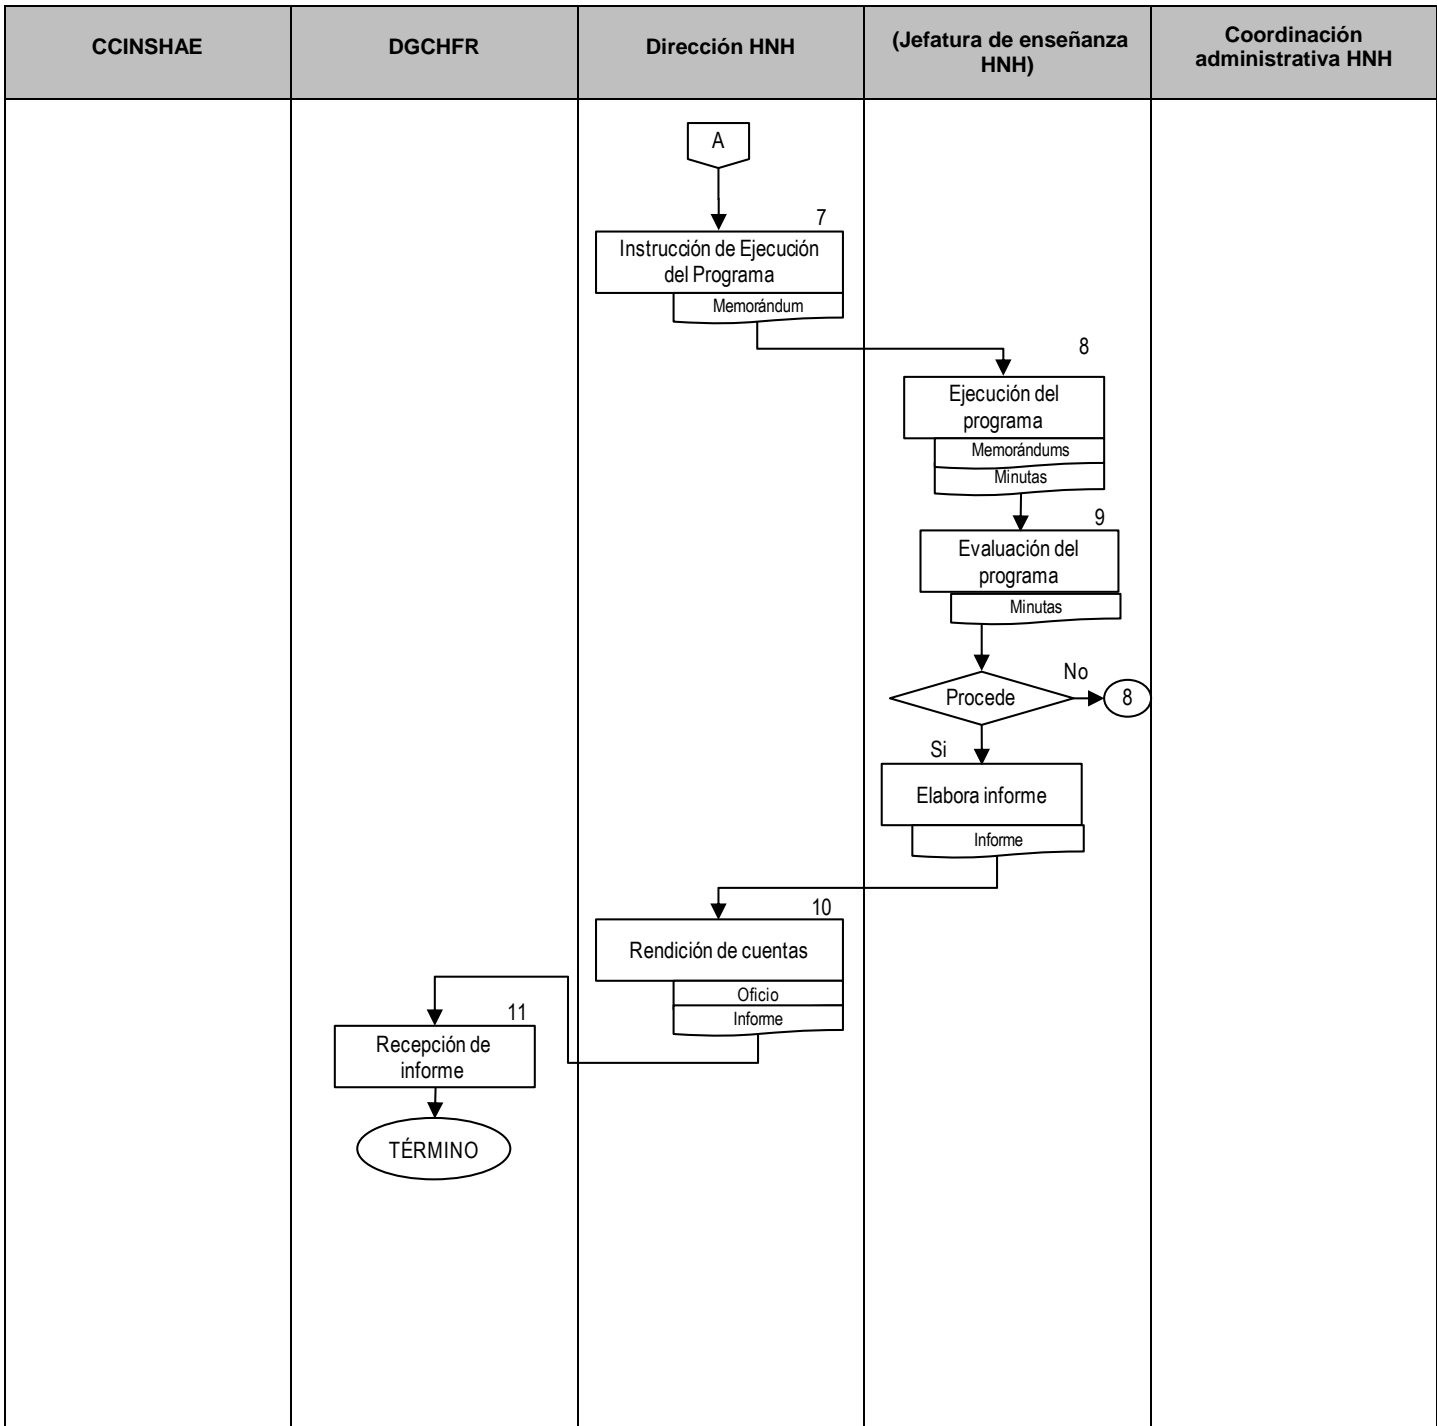 CCINSHAE
DGCHFR
Dirección HNH
(Jefatura de enseñanza
HNH)
Coordinación
administrativa HNH
A
7
Instrucción de Ejecución
del Programa
Memorándum
8
Ejecución del
programa
Memorándums
Minutas
9
Evaluación del
programa
Minutas
No
Procede
8
Si
Elabora informe
Informe
10
Rendición de cuentas
Oficio
Informe
11
Recepción de
informe
TÉRMINO